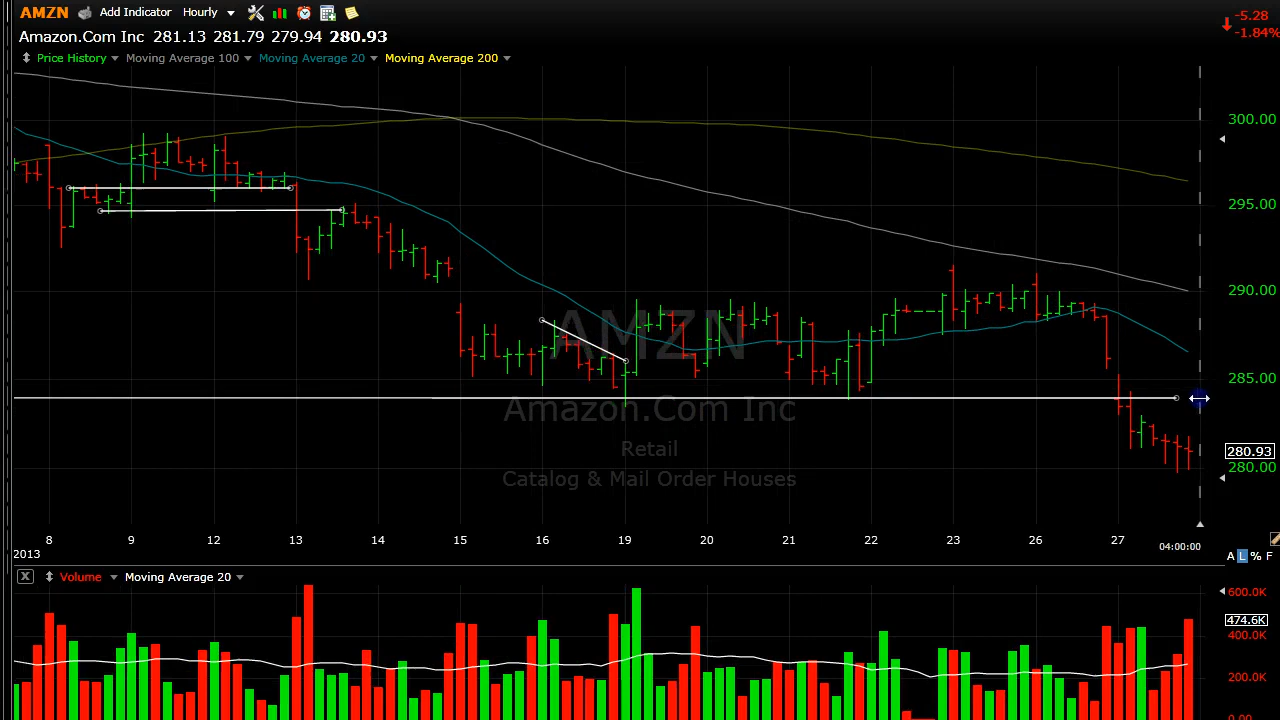 AMZN Add Indicator Hourly
-5.28
-1.84%
Amazon.Com Inc 281.13 281.79 279.94 280.93
Price History Moving Average 100 Moving Average 20 Moving Average 200
300.00
295.00
290.00
AMZN
285.00
Amazon.Com Inc
Retail
280.93
280.00
Catalog & Mail Order Houses
8 9 12 13 14 15 16 19 20 21 22 23 26 27
2013
04:00:00
A L % F
X Volume Moving Average 20
600.0K
474.6K
400.0K
200.0K
0.00